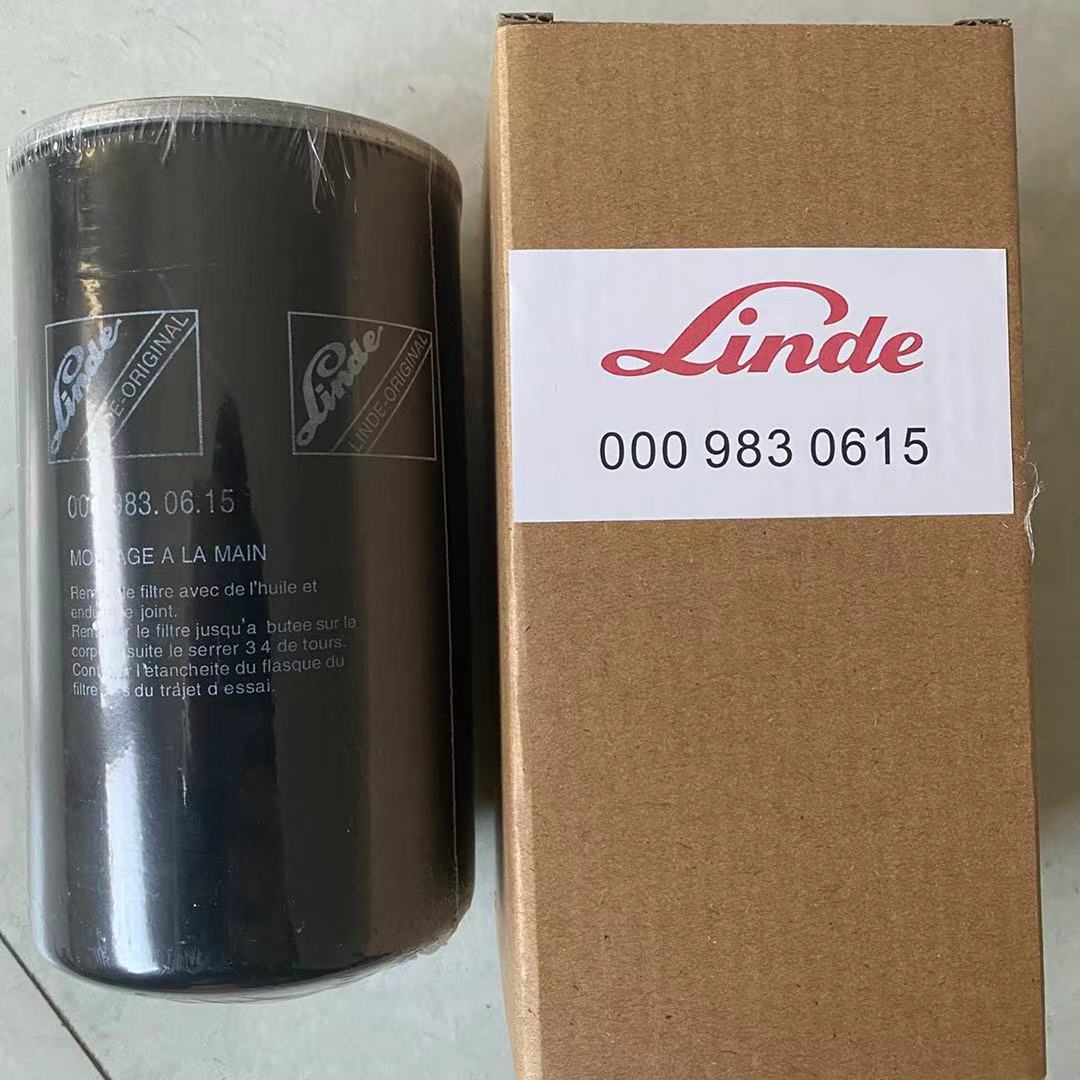 Linde
LINDE-ORIGINAL
Linde
LINDE-ORIGINAL
983.06.15
A LA MAIN
le filtre avec de l'huile et
joint.
le filtre jusqu'a butee sur le
le serrer 3 4 de tours.
l'etancheite du flasque du
filtre du trajet d essai.
Linde
000 983 0615